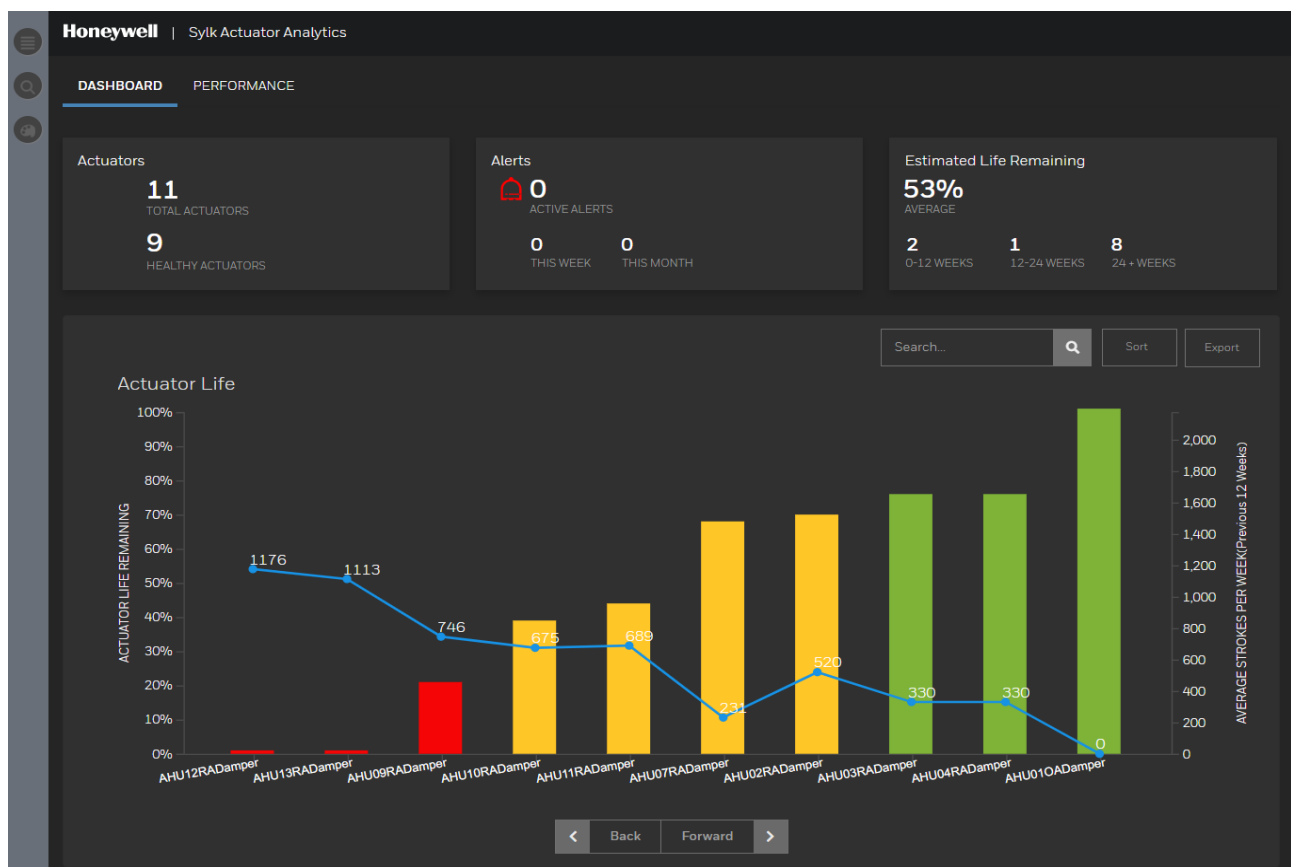 Honeywell | Sylk Actuator Analytics
DASHBOARD PERFORMANCE
Actuators
11
TOTAL ACTUATORS
9
HEALTHY ACTUATORS
Alerts
0
ACTIVE ALERTS
0 0
THIS WEEK THIS MONTH
Estimated Life Remaining
53%
AVERAGE
2 1 8
0-12 WEEKS 12-24 WEEKS 24 + WEEKS
Search... Sort Export
Actuator Life
ACTUATOR LIFE REMAINING
100%
90%
80%
70%
60%
50%
40%
30%
20%
10%
0%
1176
1113
746
675
689
231
520
330
330
0
2,000
1,800
1,600
1,400
1,200
1,000
800
600
400
200
0
AVERAGE STROKES PER WEEK(Previous 12 Weeks)
AHU12RADamper
AHU13RADamper
AHU09RADamper
AHU10RADamper
AHU11RADamper
AHU07RADamper
AHU02RADamper
AHU03RADamper
AHU04RADamper
AHU01OADamper
< Back Forward >